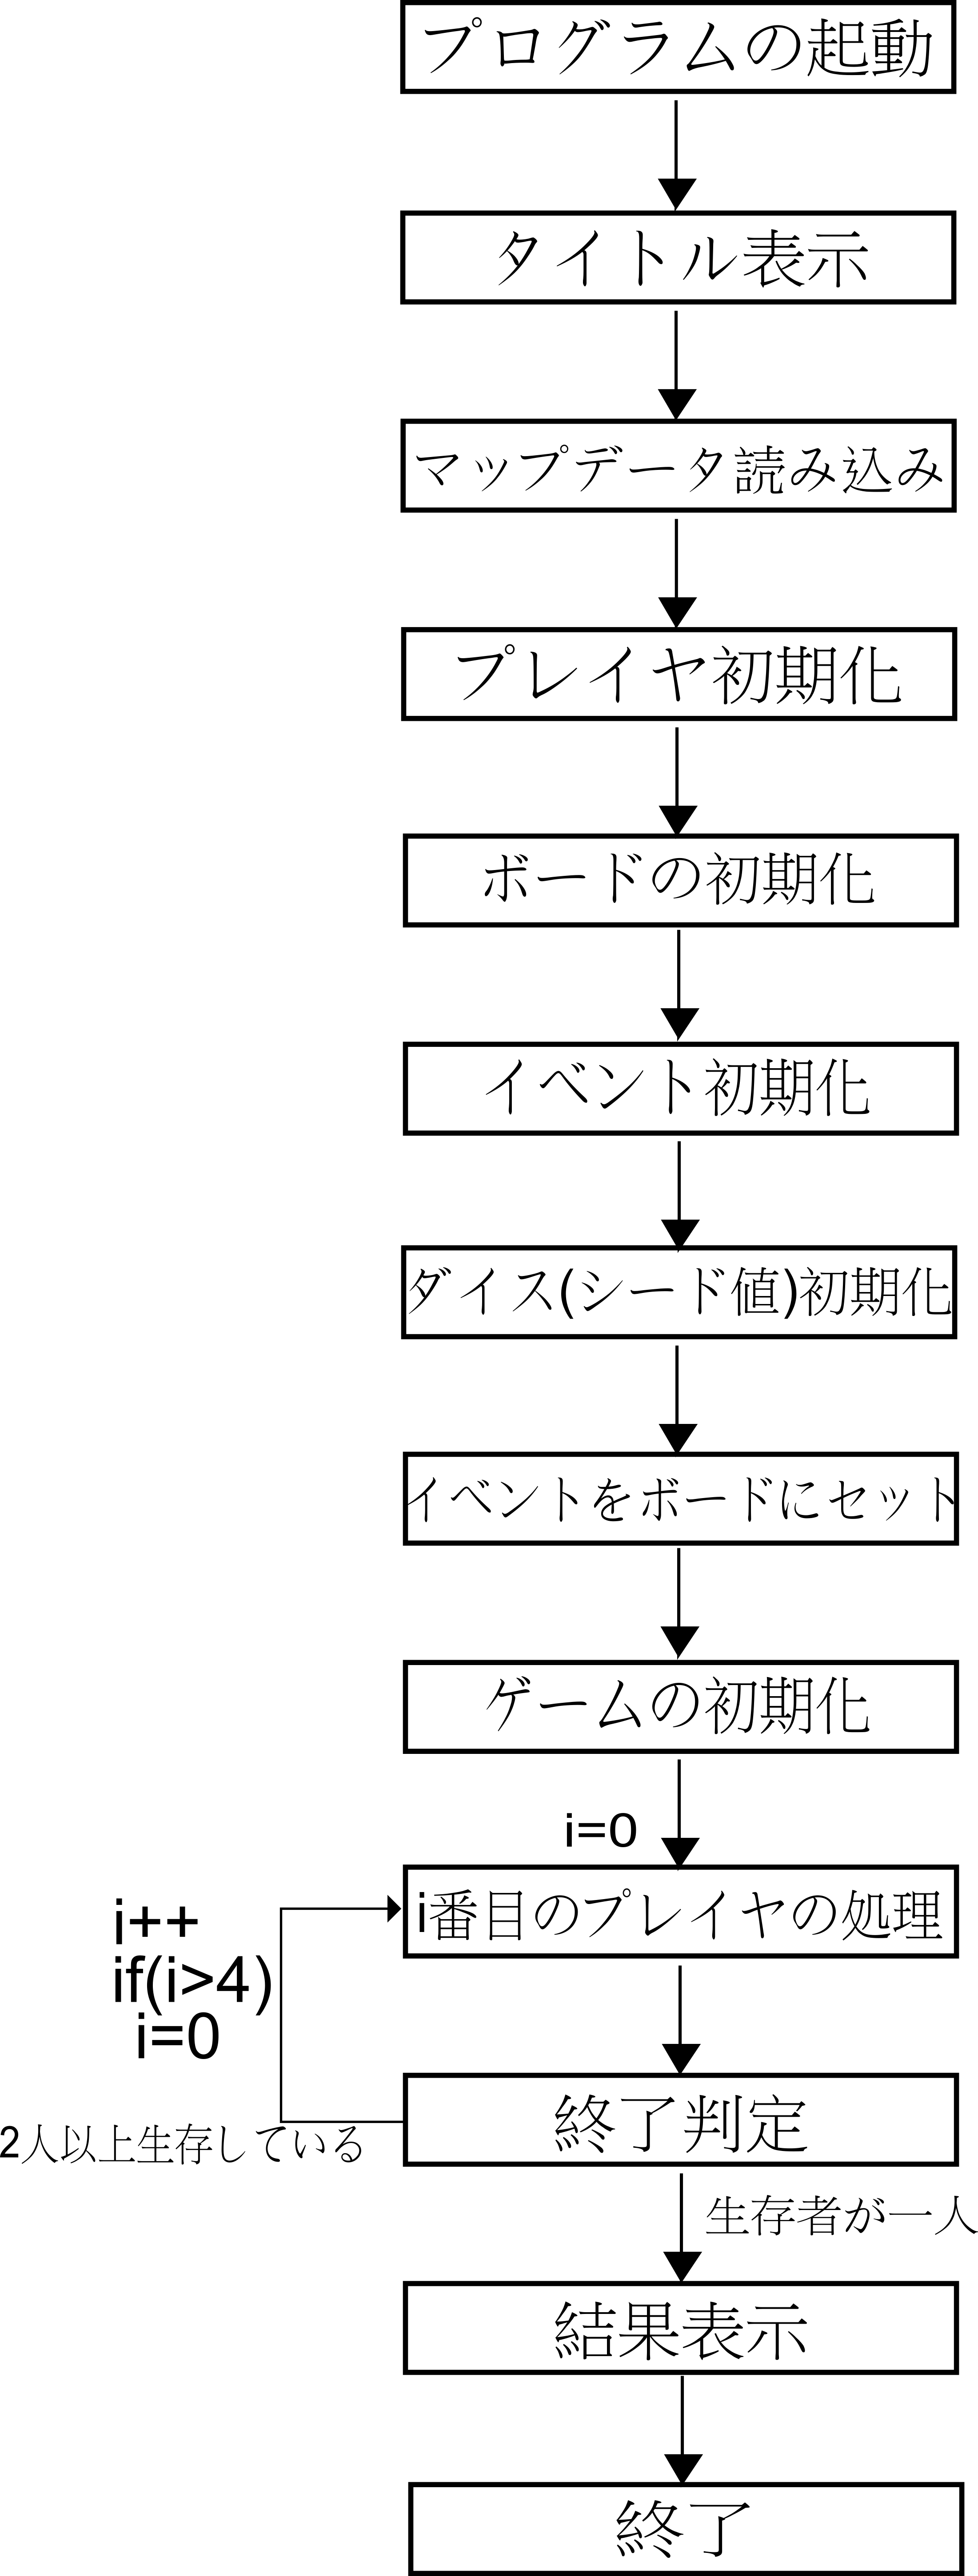 プログラムの起動
タイトル表示
マップデータ読み込み
プレイヤ初期化
ボードの初期化
イベント初期化
ダイス(シード値)初期化
イベントをボードにセット
ゲームの初期化
i=0
i番目のプレイヤの処理
i++
if(i>4)
i=0
終了判定
2人以上生存している
生存者が一人
結果表示
終了